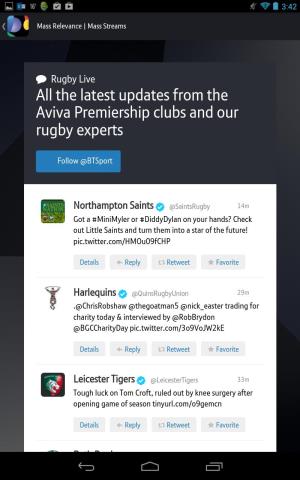 3:42
Mass Relevance | Mass Streams
Rugby Live
All the latest updates from the
Aviva Premiership clubs and our
rugby experts
Follow @BTSport
Northampton Saints @SaintsRugby 14m
Got a #MiniMyler or #DiddyDylan on your hands? Check
out Little Saints and turn them into a star of the future!
pic.twitter.com/HMOu09fCHP
Details Reply Retweet Favorite
Harlequins @QuinsRugbyUnion 29m
.@ChrisRobshaw @thegoatman5 @nick_easter trading for
charity today & interviewed by @RobBrydon
@BGCCharityDay pic.twitter.com/3o9VoJW2kE
Details Reply Retweet Favorite
Leicester Tigers @LeicesterTigers 33m
Tough luck on Tom Croft, ruled out by knee surgery after
opening game of season tinyurl.com/o9gemcn
Details Reply Retweet Favorite